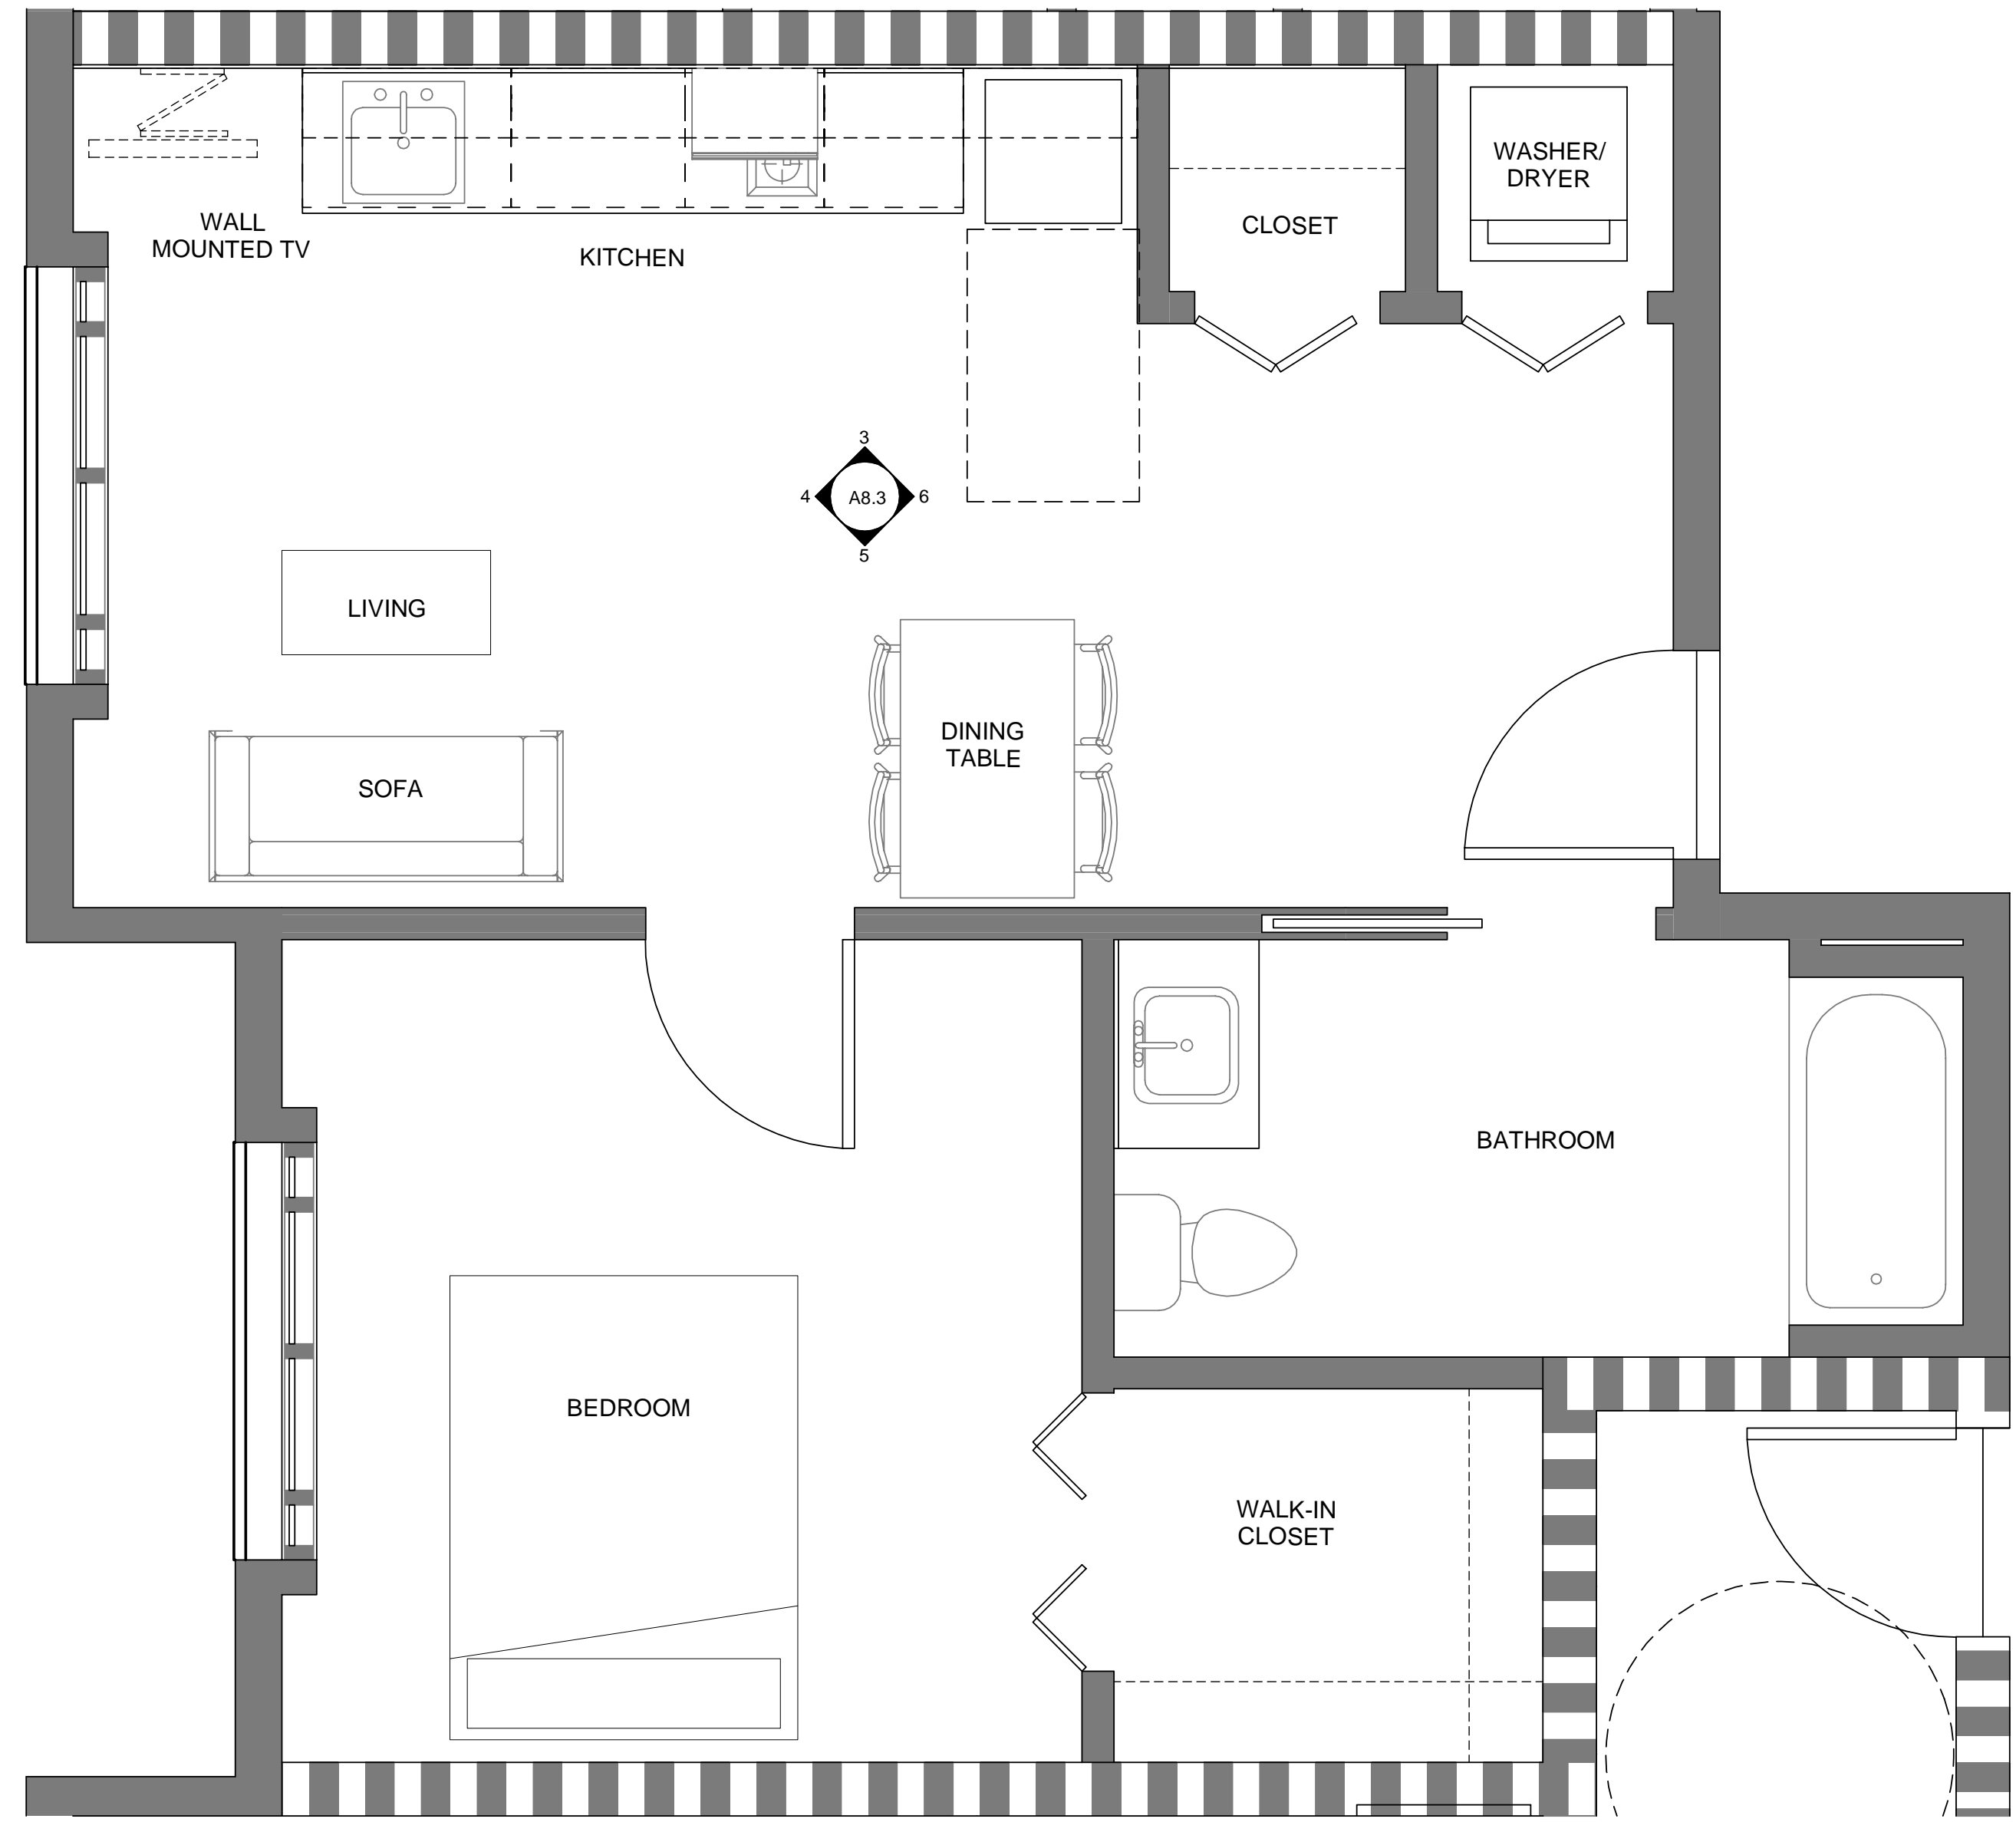 WASHER/
DRYER
WALL
MOUNTED TV
CLOSET
KITCHEN
3
4
A8.3
6
5
LIVING
DINING
TABLE
SOFA
BATHROOM
BEDROOM
WALK-IN
CLOSET